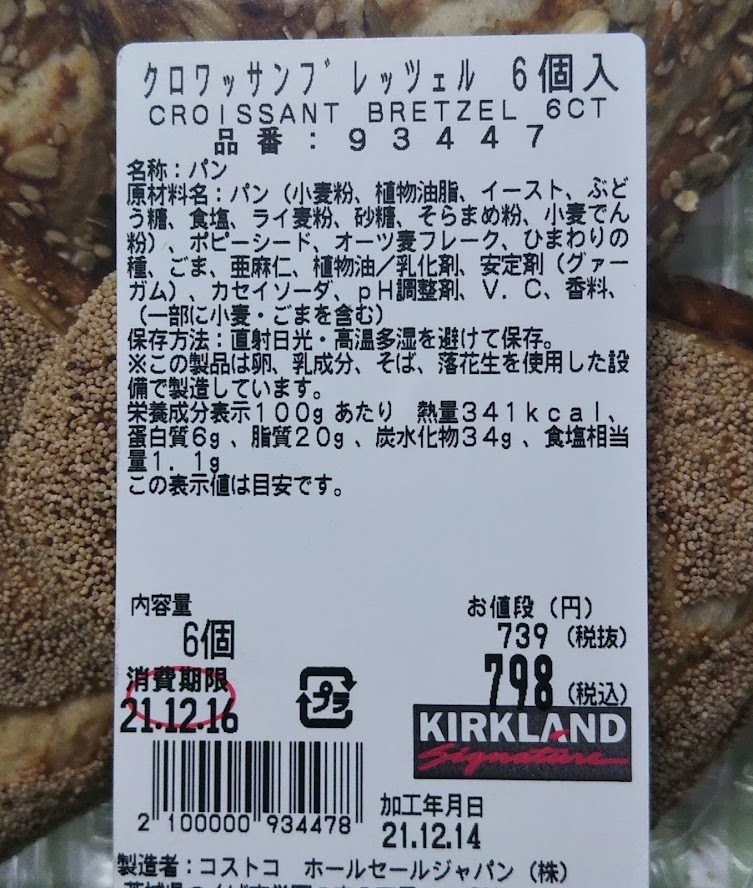 クロワッサンブレッツェル 6個入
CROISSANT BRETZEL 6CT
品番:93447
名称:パン
原材料名:パン(小麦粉、植物油脂、イースト、ぶど
う糖、食塩、ライ麦粉、砂糖、そらまめ粉、小麦でん
粉)、ポピーシード、オーツ麦フレーク、ひまわりの
種、ごま、亜麻仁、植物油/乳化剤、安定剤(グァー
ガム)、カセイソーダ、pH調整剤、V.C、香料、
(一部に小麦・ごまを含む)
保存方法:直射日光・高温多湿を避けて保存。
※この製品は卵、乳成分、そば、落花生を使用した設
備で製造しています。
栄養成分表示100gあたり 熱量341kcal、
蛋白質6g、脂質20g、炭水化物34g、食塩相当
量1.1g
この表示値は目安です。
内容量
6個
お値段(円)
739(税抜)
798(税込)
消費期限
21.12.16
プラ
KIRKLAND
Signature
2 100000 934478
加工年月日
21.12.14
製造者:コストコ ホールセールジャパン(株)